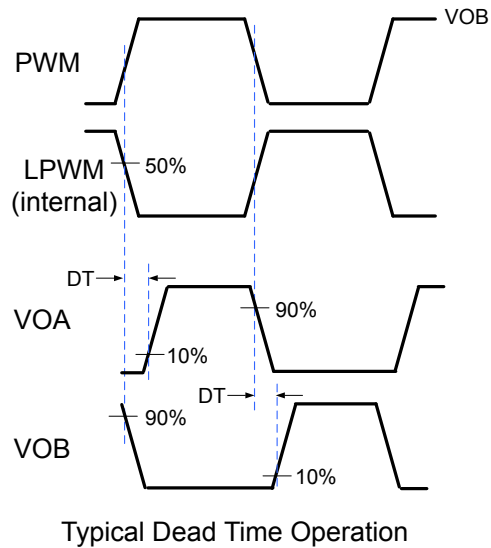 VOB
PWM
50%
LPWM
(internal)
DT
90%
VOA
10%
DT
90%
VOB
10%
Typical Dead Time Operation